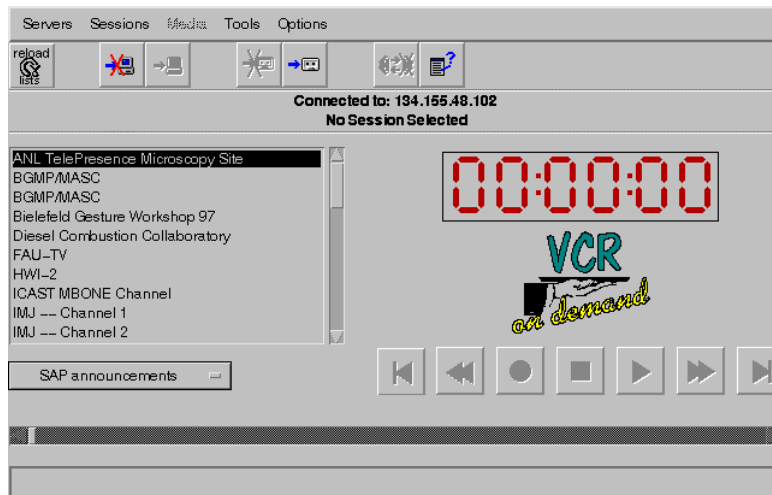 Servers Sessions Media Tools Options
reload
lists
Connected to: 134.155.48.102
No Session Selected
ANL TelePresence Microscopy Site
BGMP/MASC
BGMP/MASC
Bielefeld Gesture Workshop 97
Diesel Combustion Collaboratory
FAU-TV
HWI-2
ICAST MBONE Channel
IMJ -- Channel 1
IMJ -- Channel 2
00:00:00
VCR
on demand
SAP announcements